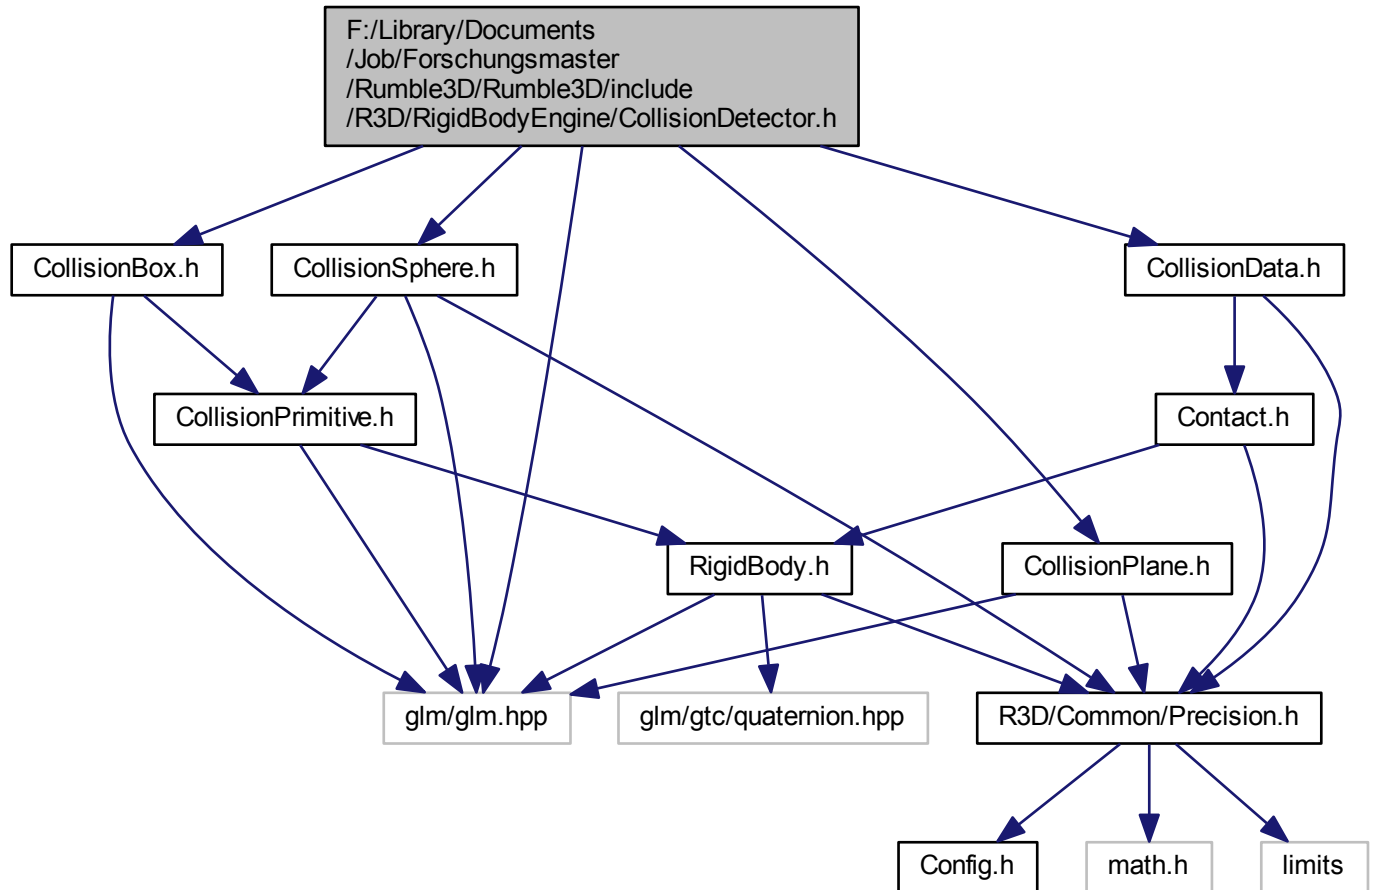 F:/Library/Documents
/Job/Forschungsmaster
/Rumble3D/Rumble3D/include
/R3D/RigidBodyEngine/CollisionDetector.h
CollisionBox.h
CollisionSphere.h
CollisionData.h
CollisionPrimitive.h
Contact.h
RigidBody.h
CollisionPlane.h
glm/glm.hpp
glm/gtc/quaternion.hpp
R3D/Common/Precision.h
Config.h
math.h
limits